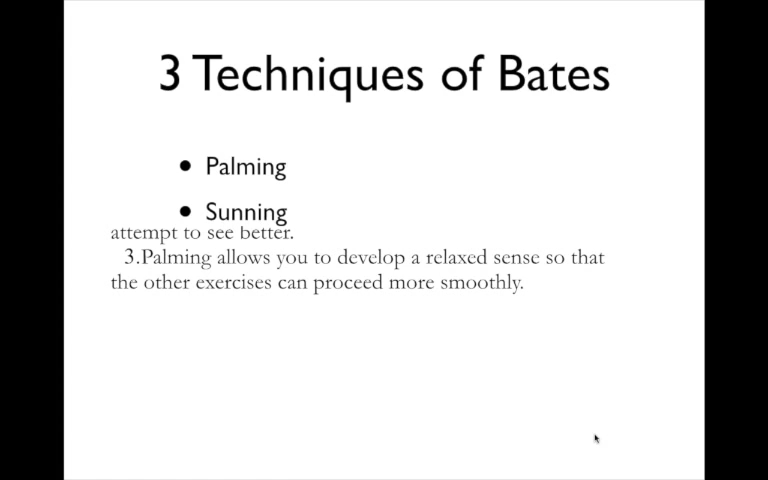 3 Techniques of Bates
• Palming
• Sunning
attempt to see better.
3.Palming allows you to develop a relaxed sense so that
the other exercises can proceed more smoothly.